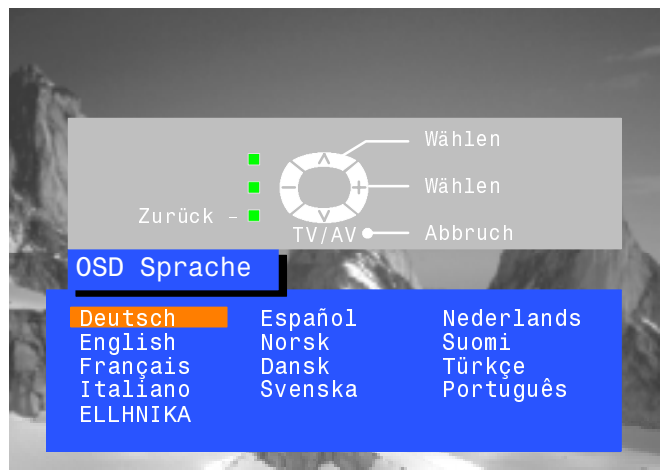 Wählen
Wählen
Zurück –
TV/AV
Abbruch
OSD Sprache
Deutsch Español Nederlands
English Norsk Suomi
Français Dansk Türkçe
Italiano Svenska Português
ELLHNIKA